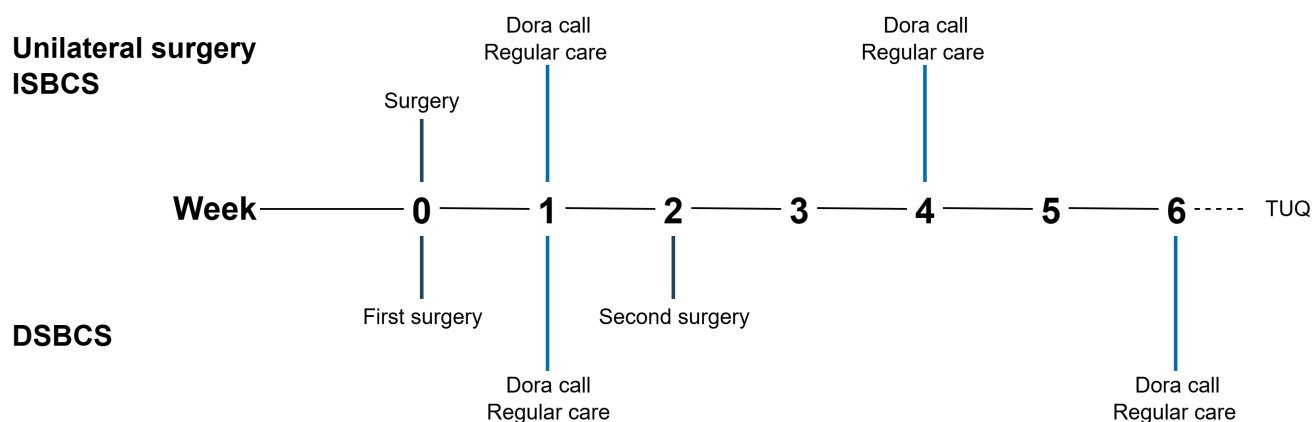 Unilateral surgery
ISBCS
Dora call
Regular care
Dora call
Regular care
Surgery
Week 0 1 2 3 4 5 6 TUQ
First surgery
Second surgery
DSBCS
Dora call
Regular care
Dora call
Regular care